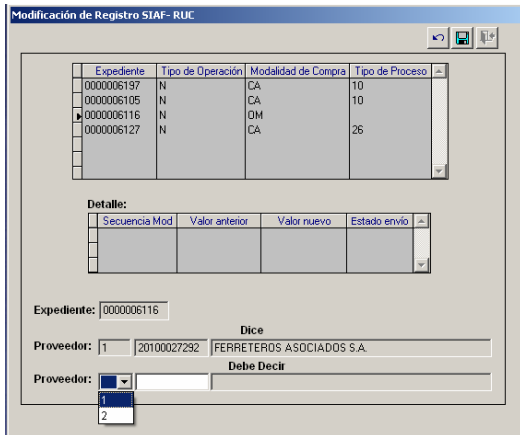 Modificación de Registro SIAF- RUC
Expediente Tipo de Operación Modalidad de Compra Tipo de Proceso
0000006197 N CA 10
0000006105 N CA 10
0000006116 N OM
0000006127 N CA 26
Detalle:
Secuencia Mod Valor anterior Valor nuevo Estado envío
Expediente: 0000006116
Dice
Proveedor: 1 20100027292 FERRETEROS ASOCIADOS S.A.
Debe Decir
Proveedor:
1
2